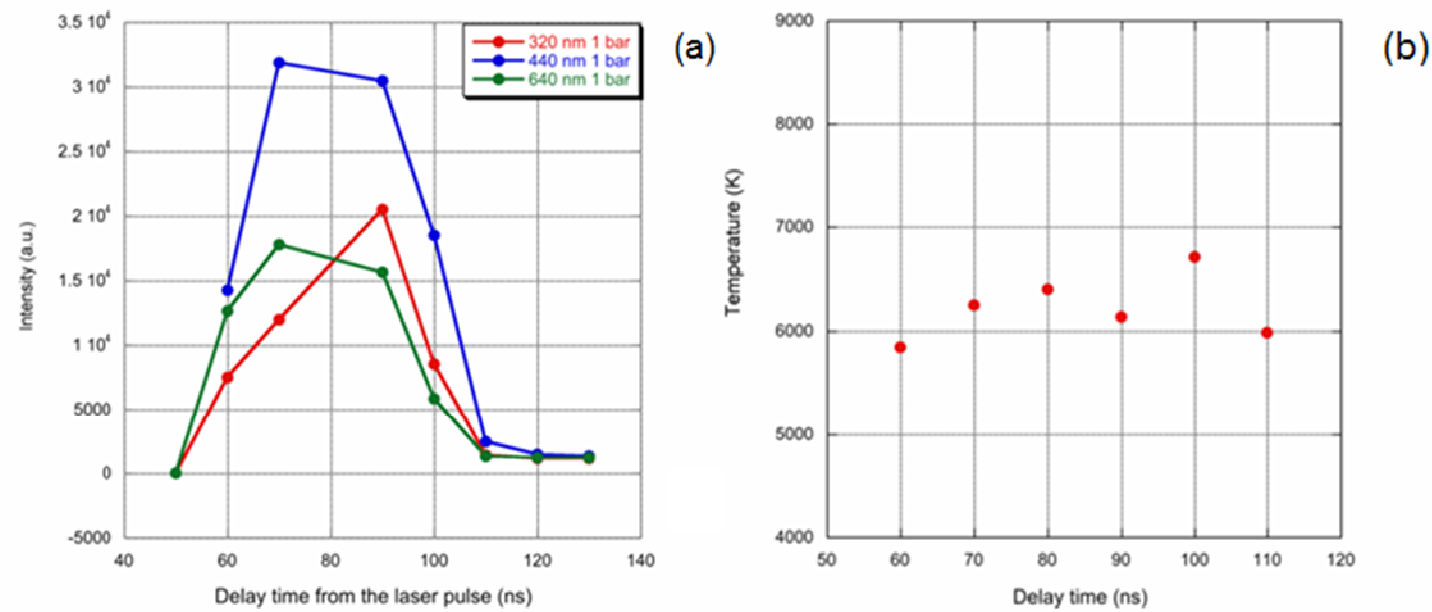 3.5 10⁴
3 10⁴
2.5 10⁴
2 10⁴
1.5 10⁴
1 10⁴
5000
0
-5000
40 60 80 100 120 140
Intensity (a.u.)
Delay time from the laser pulse (ns)
320 nm 1 bar
440 nm 1 bar
640 nm 1 bar
(a)
9000
8000
7000
6000
5000
4000
50 60 70 80 90 100 110 120
Temperature (K)
Delay time (ns)
(b)